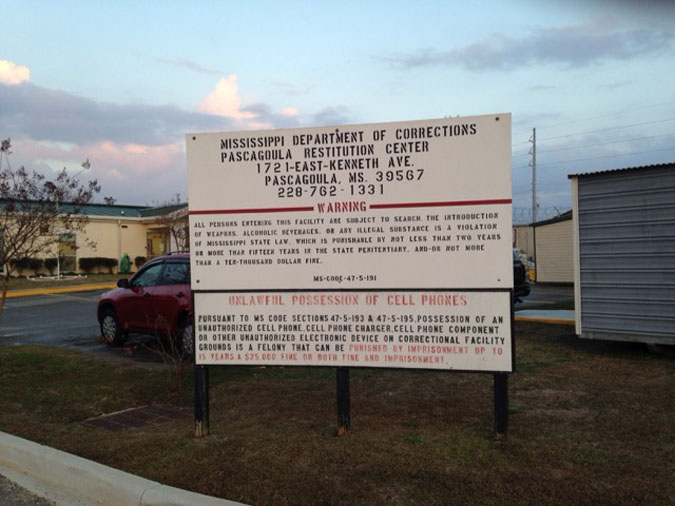 MISSISSIPPI DEPARTMENT OF CORRECTIONS
PASCAGOULA RESTITUTION CENTER
1721-EAST-KENNETH AVE.
PASCAGOULA, MS. 39567
228-762-1331
WARNING
ALL PERSONS ENTERING THIS FACILITY ARE SUBJECT TO SEARCH. THE INTRODUCTION
OF WEAPONS, ALCOHOLIC BEVERAGES, OR ANY ILLEGAL SUBSTANCE IS A VIOLATION
OF MISSISSIPPI STATE LAW, WHICH IS PUNISHABLE BY NOT LESS THAN TWO YEARS
OR MORE THAN FIFTEEN YEARS IN THE STATE PENITENTIARY, AND/OR NOT MORE
THAN A TEN-THOUSAND DOLLAR FINE.
MS-CODE-47-5-191
UNLAWFUL POSSESSION OF CELL PHONES
PURSUANT TO MS CODE SECTIONS 47-5-193 & 47-5-195, POSSESSION OF AN
UNAUTHORIZED CELL PHONE, CELL PHONE CHARGER, CELL PHONE COMPONENT
OR OTHER UNAUTHORIZED ELECTRONIC DEVICE ON CORRECTIONAL FACILITY
GROUNDS IS A FELONY THAT CAN BE PUNISHED BY IMPRISONMENT UP TO
15 YEARS A $25,000 FINE OR BOTH FINE AND IMPRISONMENT.